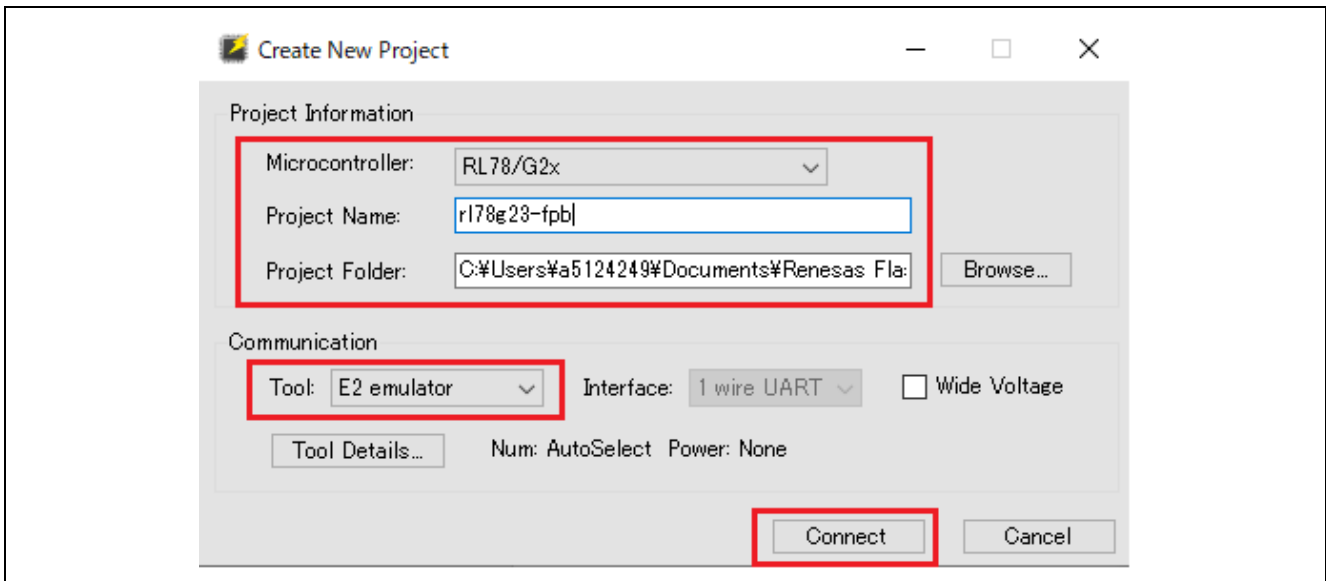 Create New Project
Project Information
Microcontroller: RL78/G2x
Project Name: rl78g23-fpb
Project Folder: C:¥Users¥a5124249¥Documents¥Renesas Fla: Browse...
Communication
Tool: E2 emulator Interface: 1 wire UART Wide Voltage
Tool Details... Num: AutoSelect Power: None
Connect Cancel